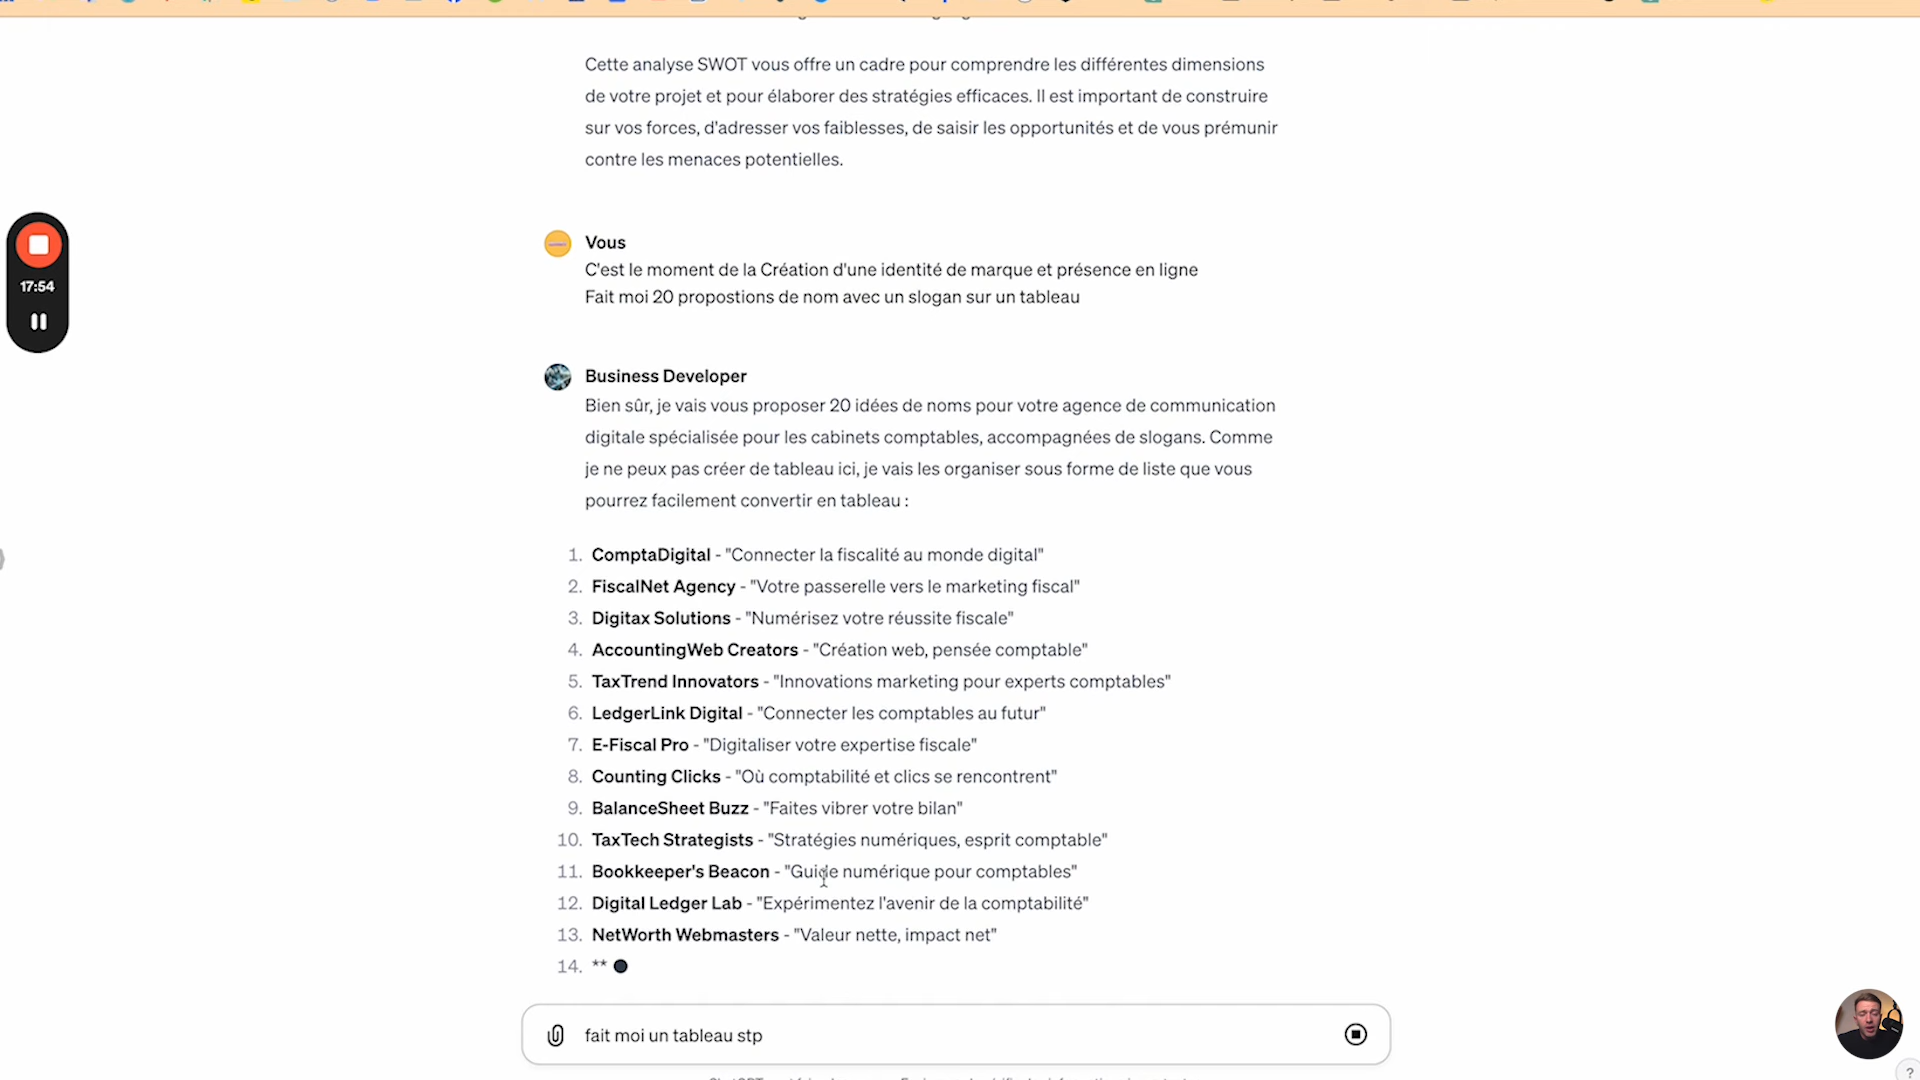 Cette analyse SWOT vous offre un cadre pour comprendre les différentes dimensions
de votre projet et pour élaborer des stratégies efficaces. Il est important de construire
sur vos forces, d'adresser vos faiblesses, de saisir les opportunités et de vous prémunir
contre les menaces potentielles.
17:54
Vous
C'est le moment de la Création d'une identité de marque et présence en ligne
Fait moi 20 propostions de nom avec un slogan sur un tableau
Business Developer
Bien sûr, je vais vous proposer 20 idées de noms pour votre agence de communication
digitale spécialisée pour les cabinets comptables, accompagnées de slogans. Comme
je ne peux pas créer de tableau ici, je vais les organiser sous forme de liste que vous
pourrez facilement convertir en tableau :
1. ComptaDigital - "Connecter la fiscalité au monde digital"
2. FiscalNet Agency - "Votre passerelle vers le marketing fiscal"
3. Digitax Solutions - "Numérisez votre réussite fiscale"
4. AccountingWeb Creators - "Création web, pensée comptable"
5. TaxTrend Innovators - "Innovations marketing pour experts comptables"
6. LedgerLink Digital - "Connecter les comptables au futur"
7. E-Fiscal Pro - "Digitaliser votre expertise fiscale"
8. Counting Clicks - "Où comptabilité et clics se rencontrent"
9. BalanceSheet Buzz - "Faites vibrer votre bilan"
10. TaxTech Strategists - "Stratégies numériques, esprit comptable"
11. Bookkeeper's Beacon - "Guide numérique pour comptables"
12. Digital Ledger Lab - "Expérimentez l'avenir de la comptabilité"
13. NetWorth Webmasters - "Valeur nette, impact net"
14. **
fait moi un tableau stp
?